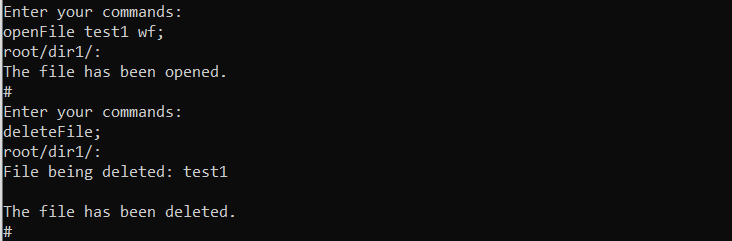 Enter your commands:
openFile test1 wf;
root/dir1/:
The file has been opened.
#
Enter your commands:
deleteFile;
root/dir1/:
File being deleted: test1

The file has been deleted.
#